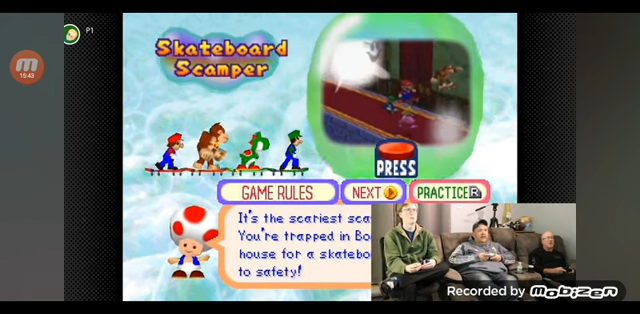 P1
15:43
Skateboard
Scamper
PRESS
GAME RULES
NEXT
PRACTICE R
It's the scariest sca
You're trapped in Bo
house for a skatebo
to safety!
Recorded by Mobizen